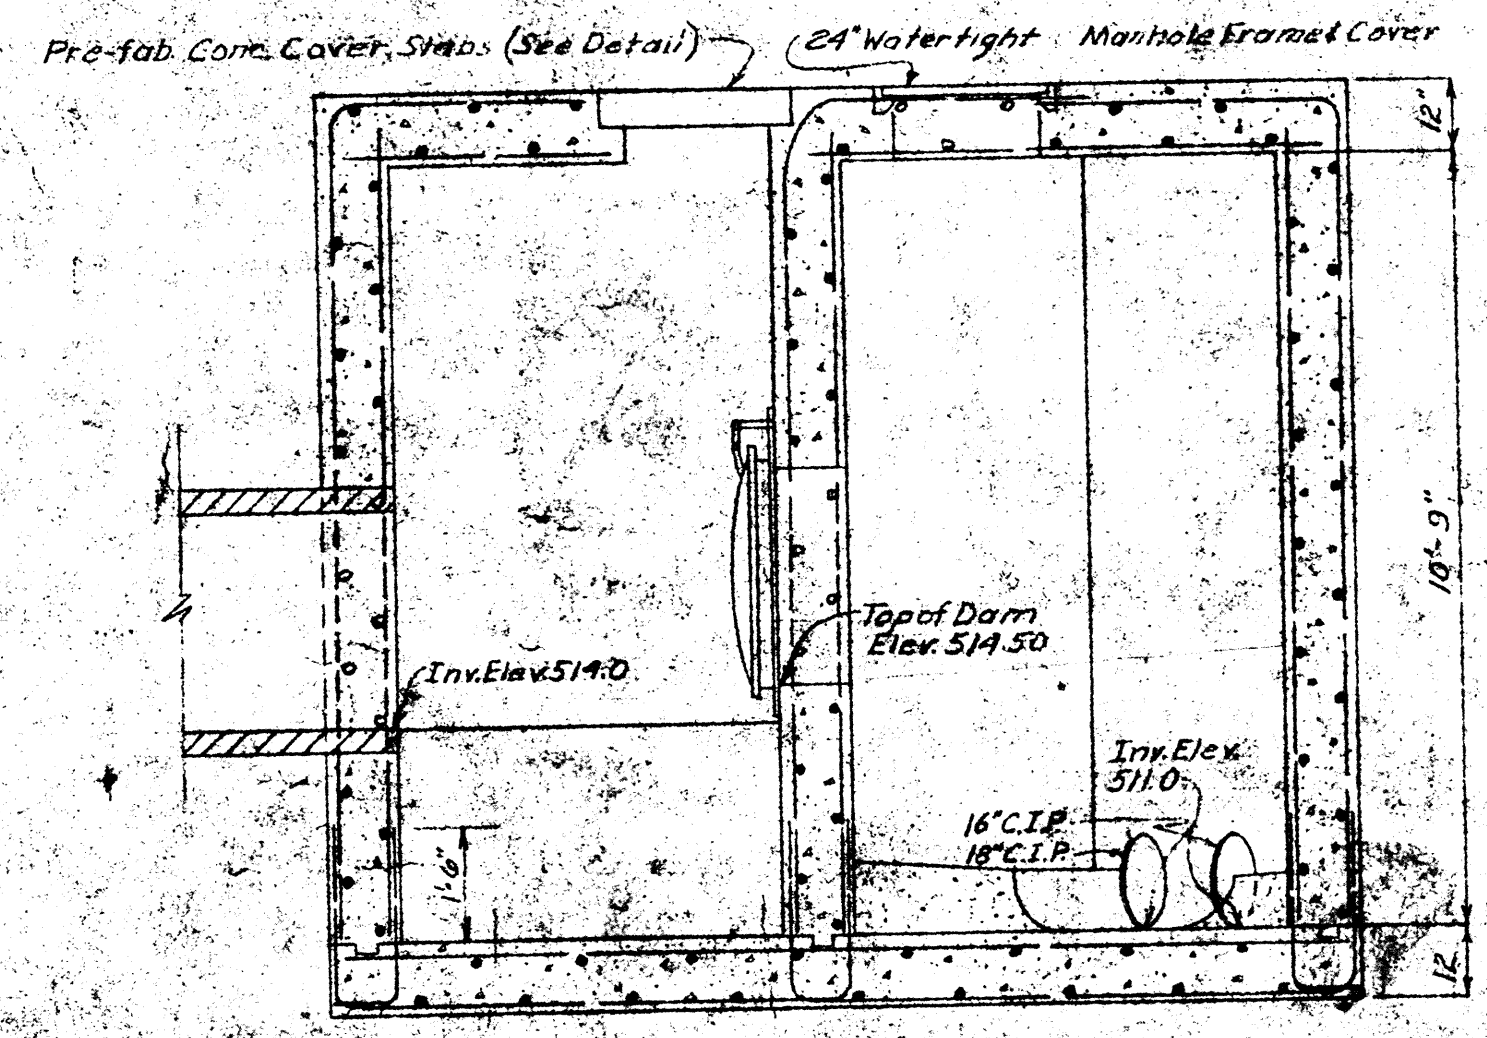 Pre-fab. Conc. Cover, Slabs (See Detail)
24" Watertight Manhole Frame & Cover
12"
10'-9"
Top of Dam
Elev. 514.50
Inv. Elev. 514.0
Inv. Elev.
511.0
16" C.I.P.
18" C.I.P.
1'-6"
12